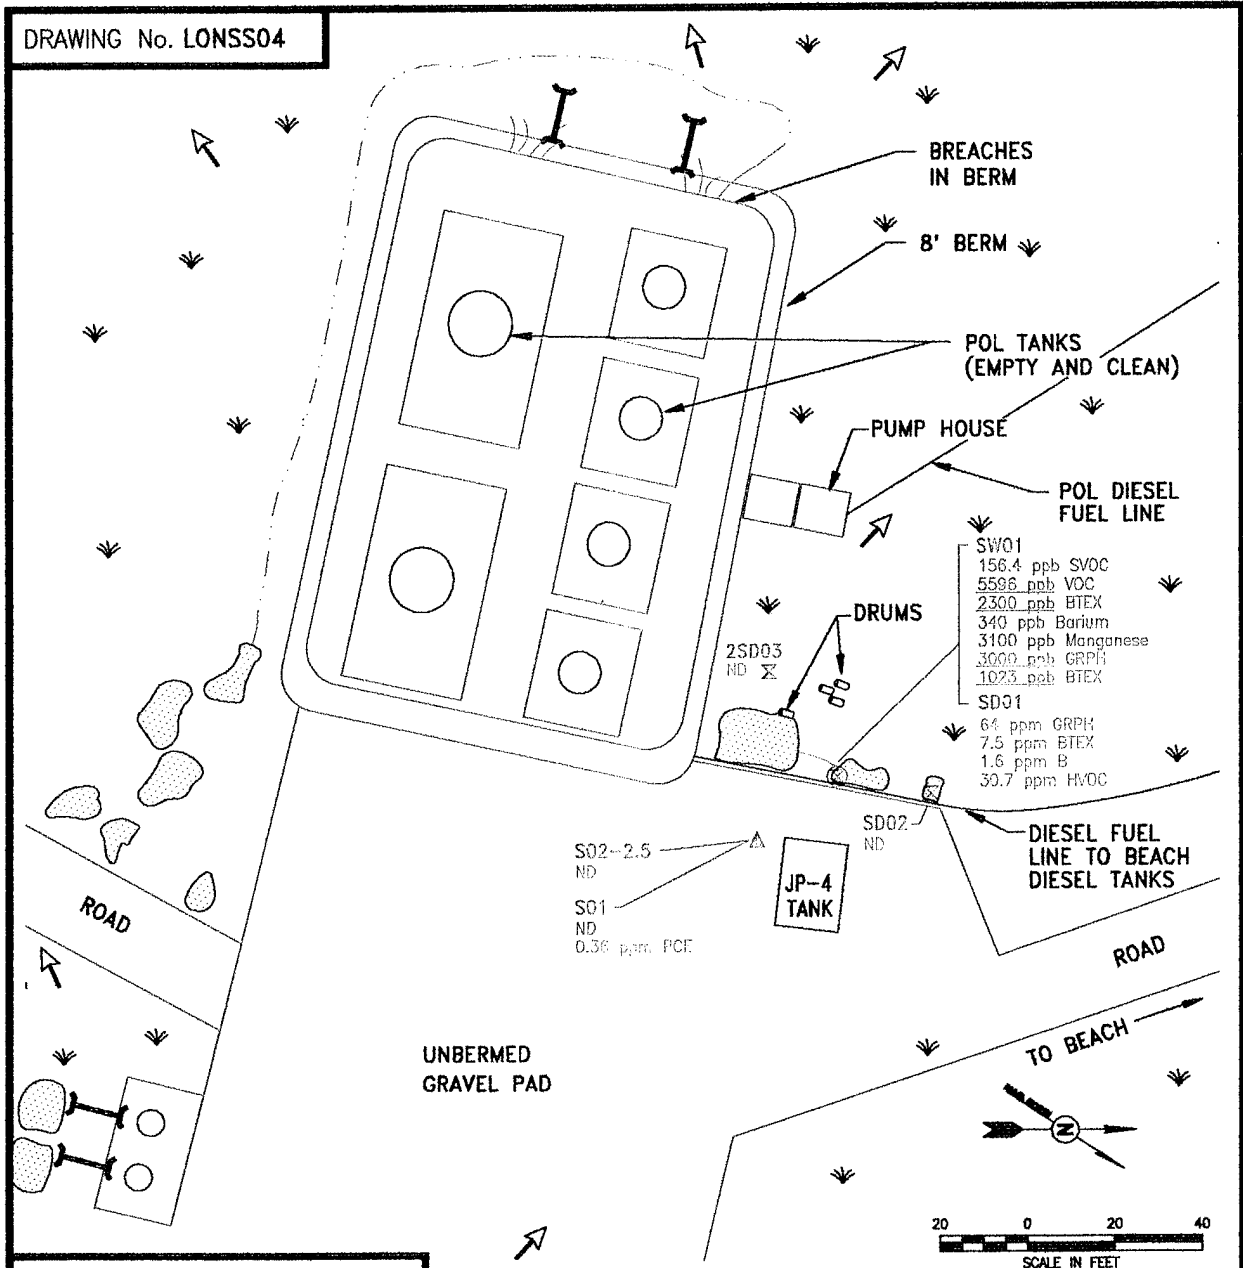 DRAWING No. LONSS04
BREACHES
IN BERM
8' BERM
POL TANKS
(EMPTY AND CLEAN)
PUMP HOUSE
POL DIESEL
FUEL LINE
SW01
156.4 ppb SVOC
5596 ppb VOC
2300 ppb BTEX
340 ppb Barium
3100 ppb Manganese
3000 ppb GRPH
1023 ppb BTEX
SD01
64 ppm GRPH
7.5 ppm BTEX
1.6 ppm B
30.7 ppm HVOC
DRUMS
2SD03
ND
SD02
ND
DIESEL FUEL
LINE TO BEACH
DIESEL TANKS
S02-2.5
ND
S01
ND
0.36 ppm PCE
JP-4
TANK
ROAD
ROAD
TO BEACH
UNBERMED
GRAVEL PAD
N
20 0 20 40
SCALE IN FEET